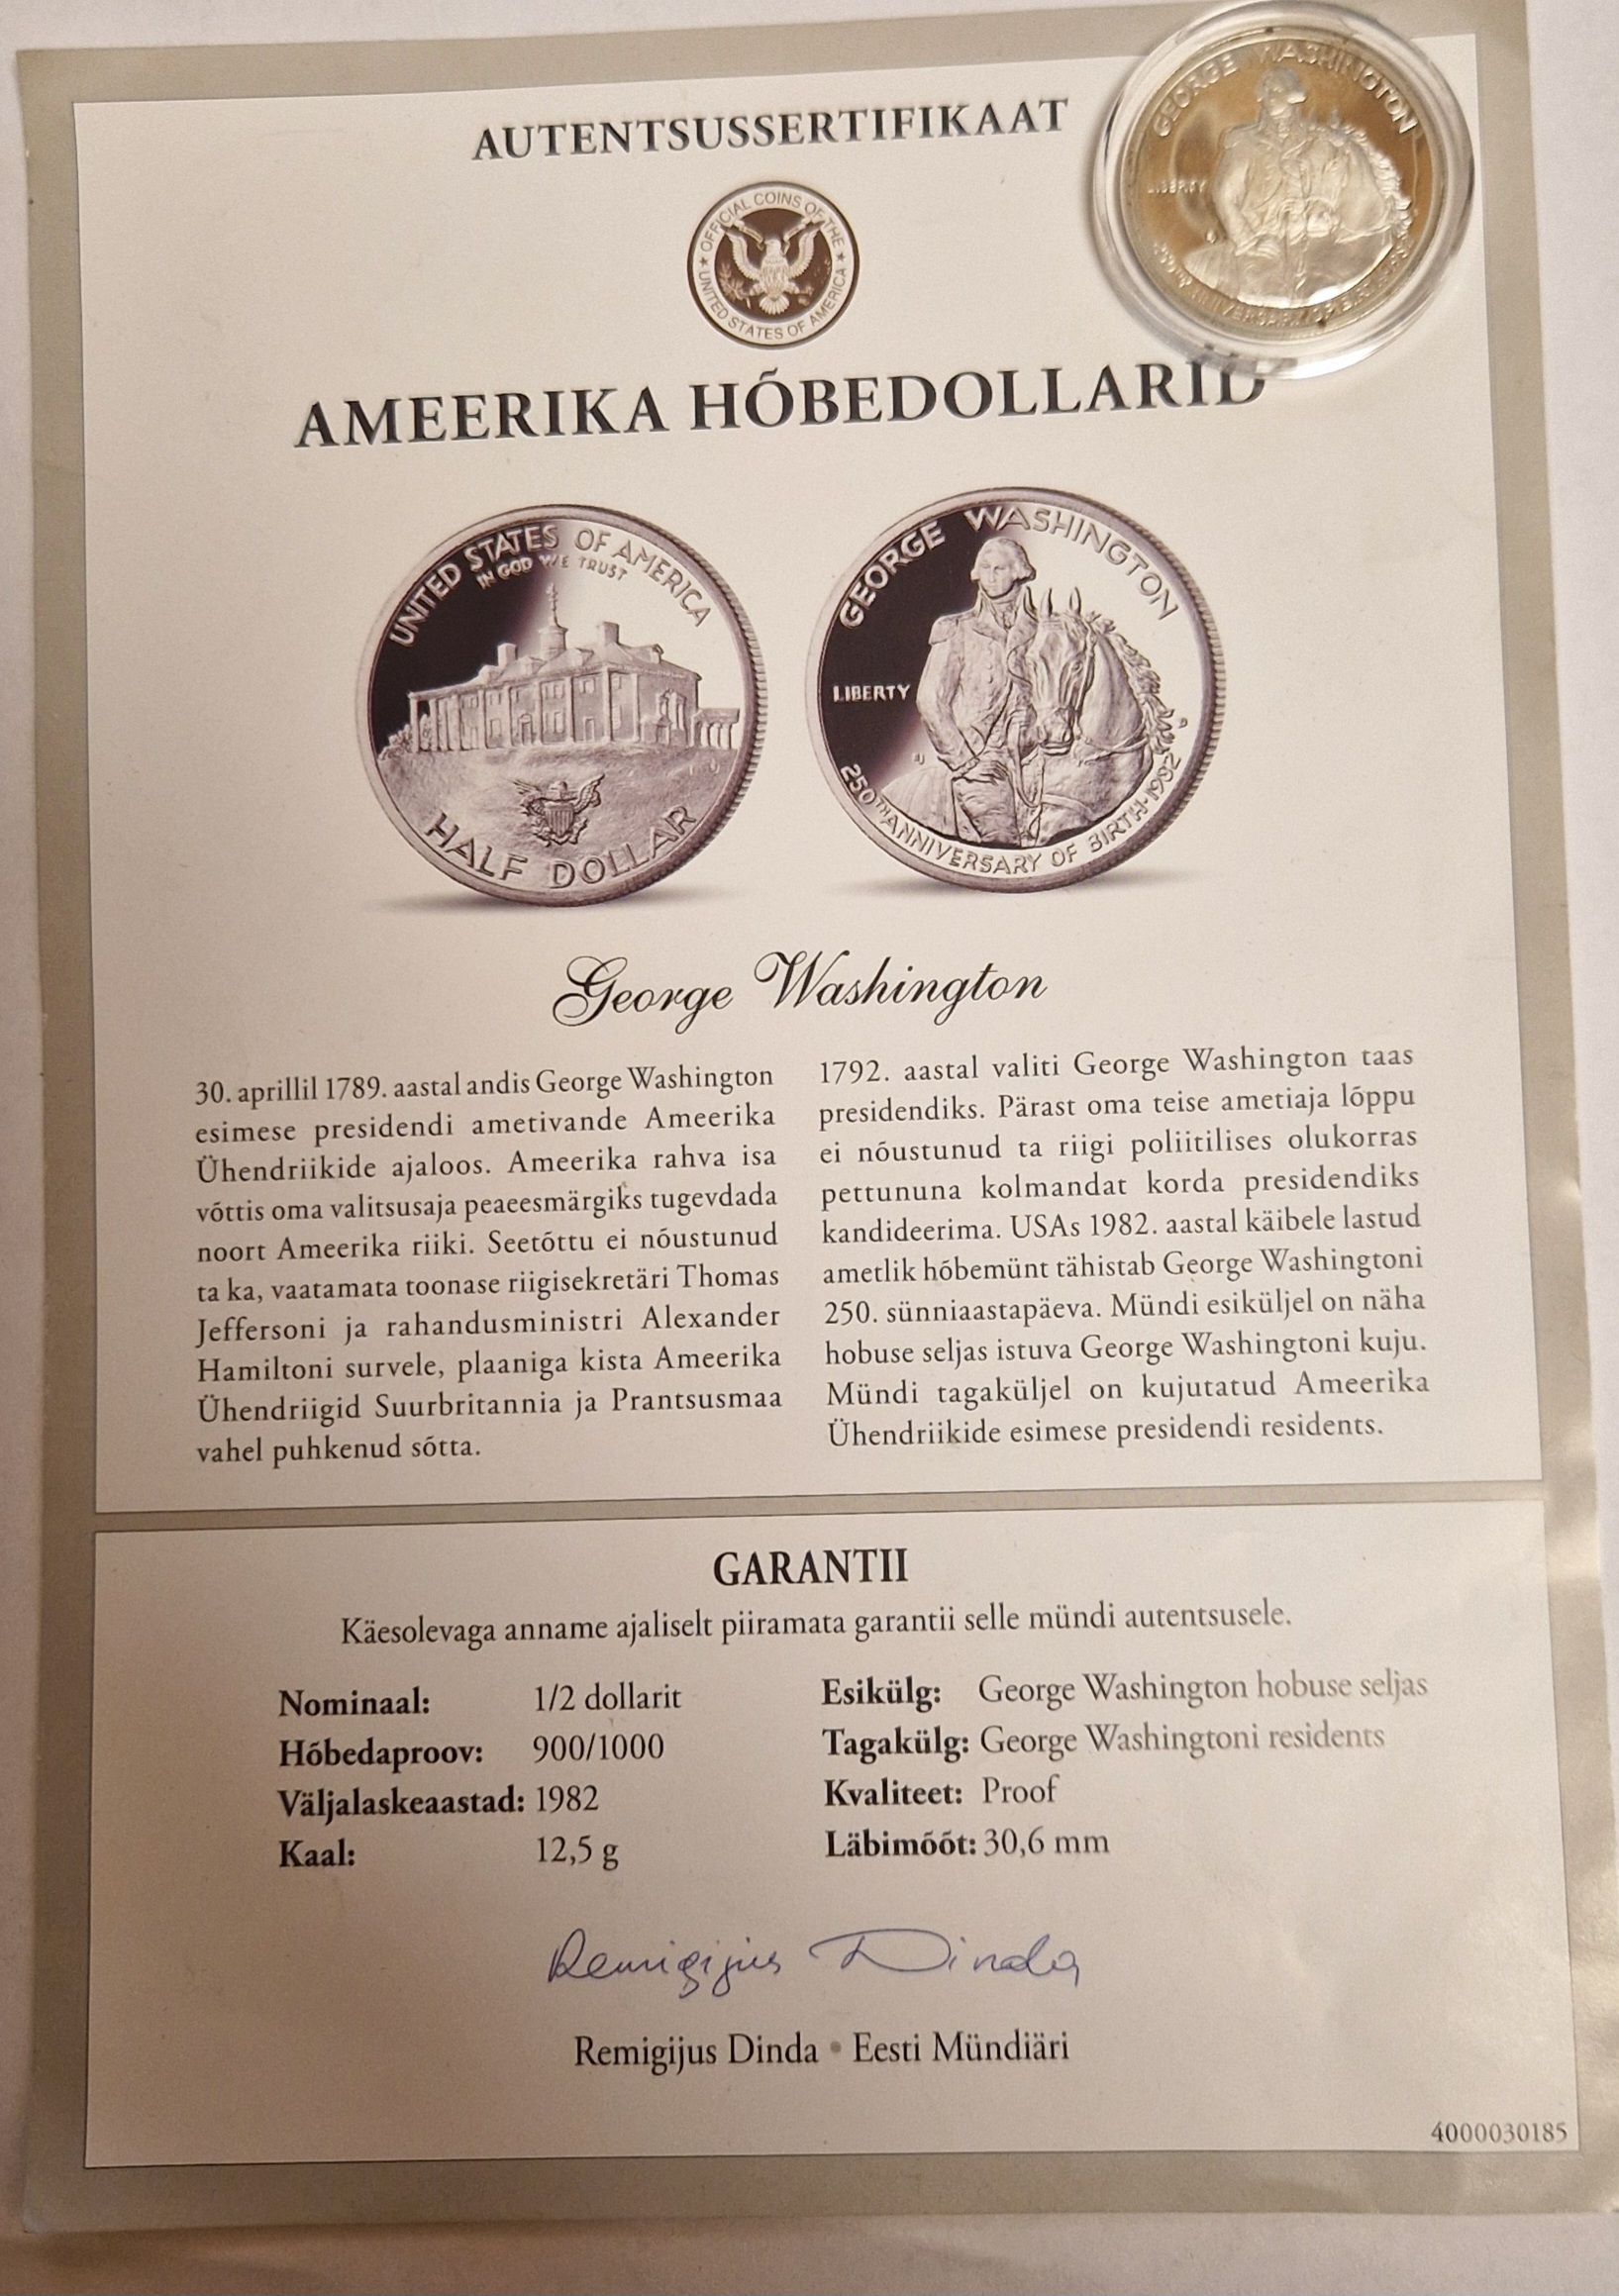 AUTENTSUSSERTIFIKAAT
GEORGE WASHINGTON
LIBERTY
ANNIVERSARY OF BIRTH
OFFICIAL COINS OF THE
UNITED STATES OF AMERICA
AMEERIKA HÕBEDOLLARID
UNITED STATES OF AMERICA
IN GOD WE TRUST
HALF DOLLAR
GEORGE WASHINGTON
LIBERTY
250TH ANNIVERSARY OF BIRTH-1982
George Washington
30. aprillil 1789. aastal andis George Washington
esimese presidendi ametivande Ameerika
Ühendriikide ajaloos. Ameerika rahva isa
võttis oma valitsusaja peaeesmärgiks tugevdada
noort Ameerika riiki. Seetõttu ei nõustunud
ta ka, vaatamata toonase riigisekretäri Thomas
Jeffersoni ja rahandusministri Alexander
Hamiltoni survele, plaaniga kista Ameerika
Ühendriigid Suurbritannia ja Prantsusmaa
vahel puhkenud sõtta.
1792. aastal valiti George Washington taas
presidendiks. Pärast oma teise ametiaja lõppu
ei nõustunud ta riigi poliitilises olukorras
pettununa kolmandat korda presidendiks
kandideerima. USAs 1982. aastal käibele lastud
ametlik hõbemünt tähistab George Washingtoni
250. sünniaastapäeva. Mündi esiküljel on näha
hobuse seljas istuva George Washingtoni kuju.
Mündi tagaküljel on kujutatud Ameerika
Ühendriikide esimese presidendi residents.
GARANTII
Käesolevaga anname ajaliselt piiramata garantii selle mündi autentsusele.
Nominaal: 1/2 dollarit
Hõbedaproov: 900/1000
Väljalaskeaastad: 1982
Kaal: 12,5 g
Esikülg: George Washington hobuse seljas
Tagakülg: George Washingtoni residents
Kvaliteet: Proof
Läbimõõt: 30,6 mm
Remigijus Dinda
Remigijus Dinda • Eesti Mündiäri
4000030185